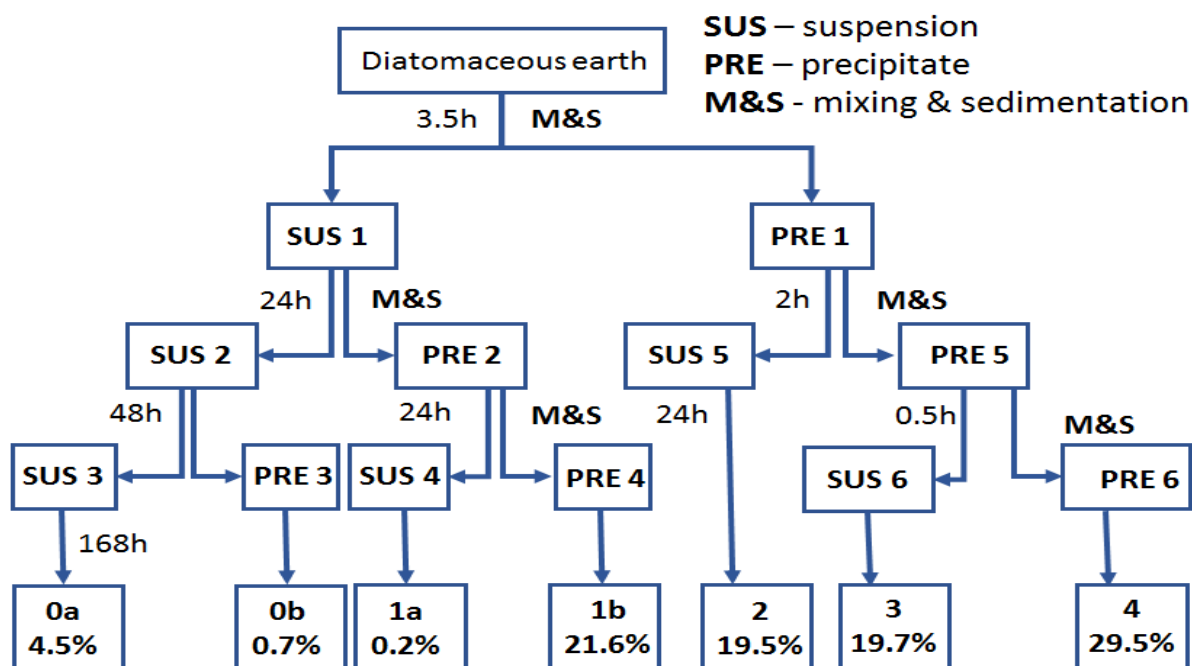 SUS – suspension
PRE – precipitate
M&S - mixing & sedimentation
Diatomaceous earth
3.5h
M&S
SUS 1
PRE 1
24h
M&S
2h
M&S
SUS 2
PRE 2
SUS 5
PRE 5
48h
24h
M&S
24h
0.5h
M&S
SUS 3
PRE 3
SUS 4
PRE 4
SUS 6
PRE 6
168h
0a
4.5%
0b
0.7%
1a
0.2%
1b
21.6%
2
19.5%
3
19.7%
4
29.5%